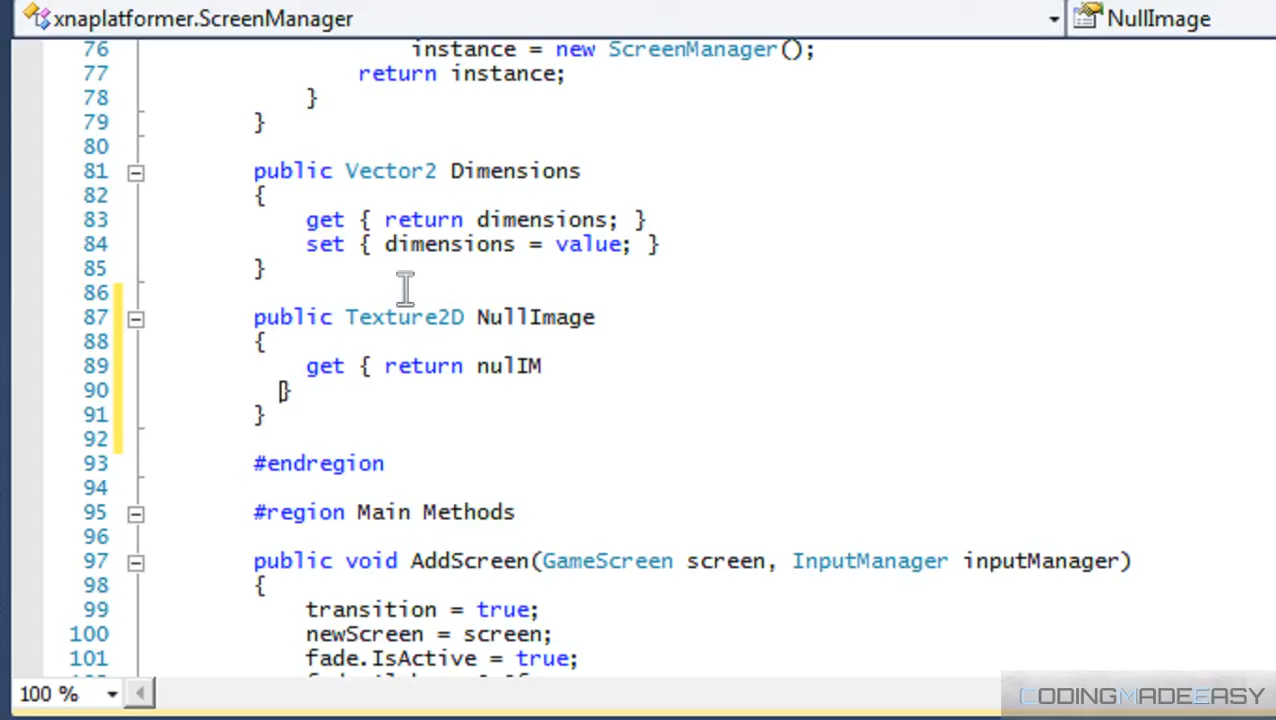 xnaplatformer.ScreenManager NullImage
76 instance = new ScreenManager();
77 return instance;
78 }
79 }
80
81 public Vector2 Dimensions
82 {
83 get { return dimensions; }
84 set { dimensions = value; }
85 }
86
87 public Texture2D NullImage
88 {
89 get { return nulIM
90 }
91 }
92
93 #endregion
94
95 #region Main Methods
96
97 public void AddScreen(GameScreen screen, InputManager inputManager)
98 {
99 transition = true;
100 newScreen = screen;
101 fade.IsActive = true;
100 %
CODINGMADEEASY